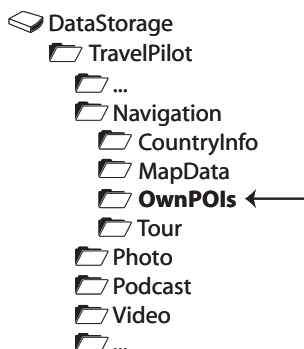 DataStorage
TravelPilot
...
Navigation
CountryInfo
MapData
OwnPOIs
Tour
Photo
Podcast
Video
...